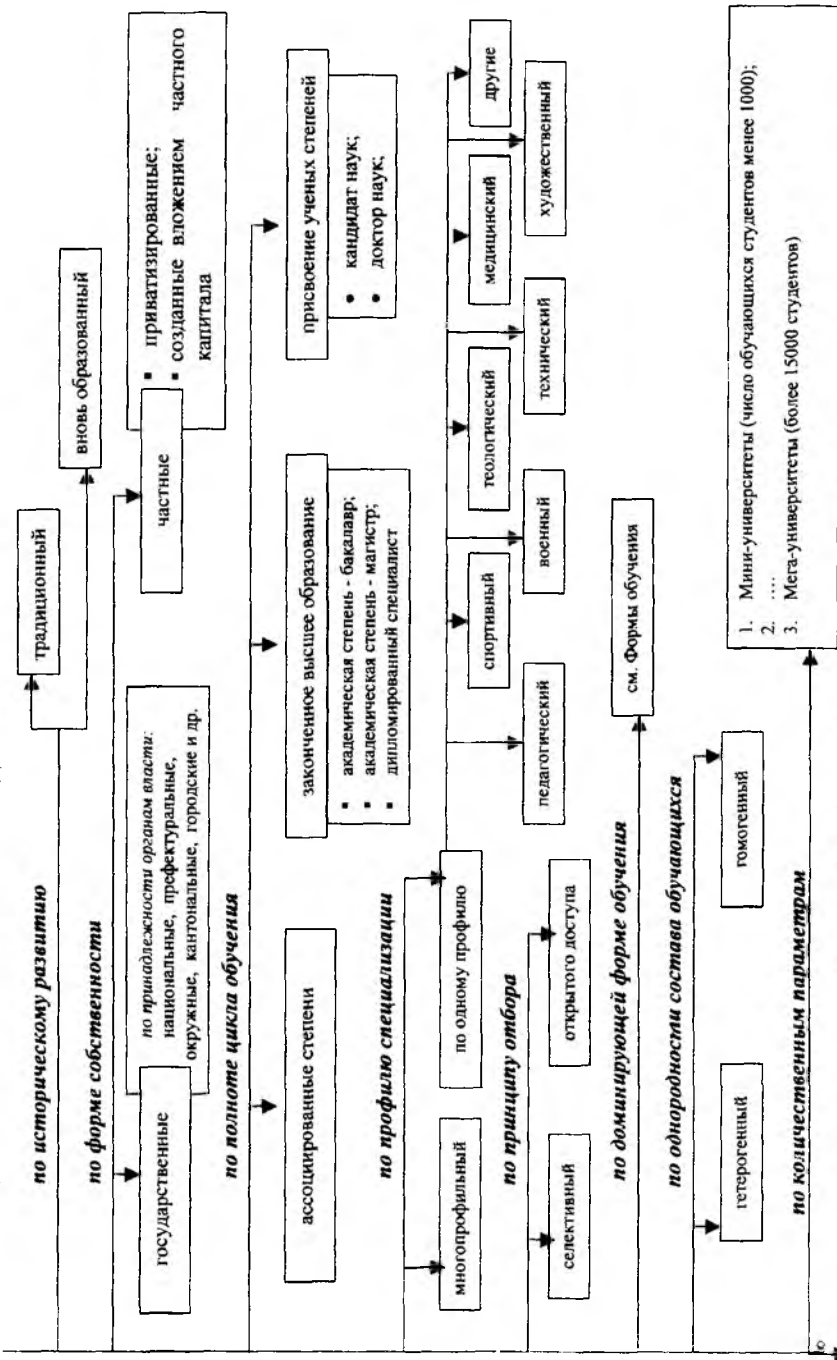 по историческому развитию
традиционный
вновь образованный
по форме собственности
государственные
по принадлежности органам власти:
национальные, префектуральные,
окружные, кантональные, городские и др.
частные
▪ приватизированные;
▪ созданные вложением частного
капитала
по полноте цикла обучения
ассоциированные степени
законченное высшее образование
▪ академическая степень - бакалавр;
▪ академическая степень - магистр;
▪ дипломированный специалист
присвоение ученых степеней
• кандидат наук;
• доктор наук;
по профилю специализации
многопрофильный
по одному профилю
спортивный
теологический
медицинский
другие
педагогический
военный
технический
художественный
по принципу отбора
селективный
открытого доступа
по доминирующей форме обучения
см. Формы обучения
по однородности состава обучающихся
гетерогенный
гомогенный
по количественным параметрам
1. Мини-университеты (число обучающихся студентов менее 1000);
2. ....
3. Мега-университеты (более 15000 студентов)